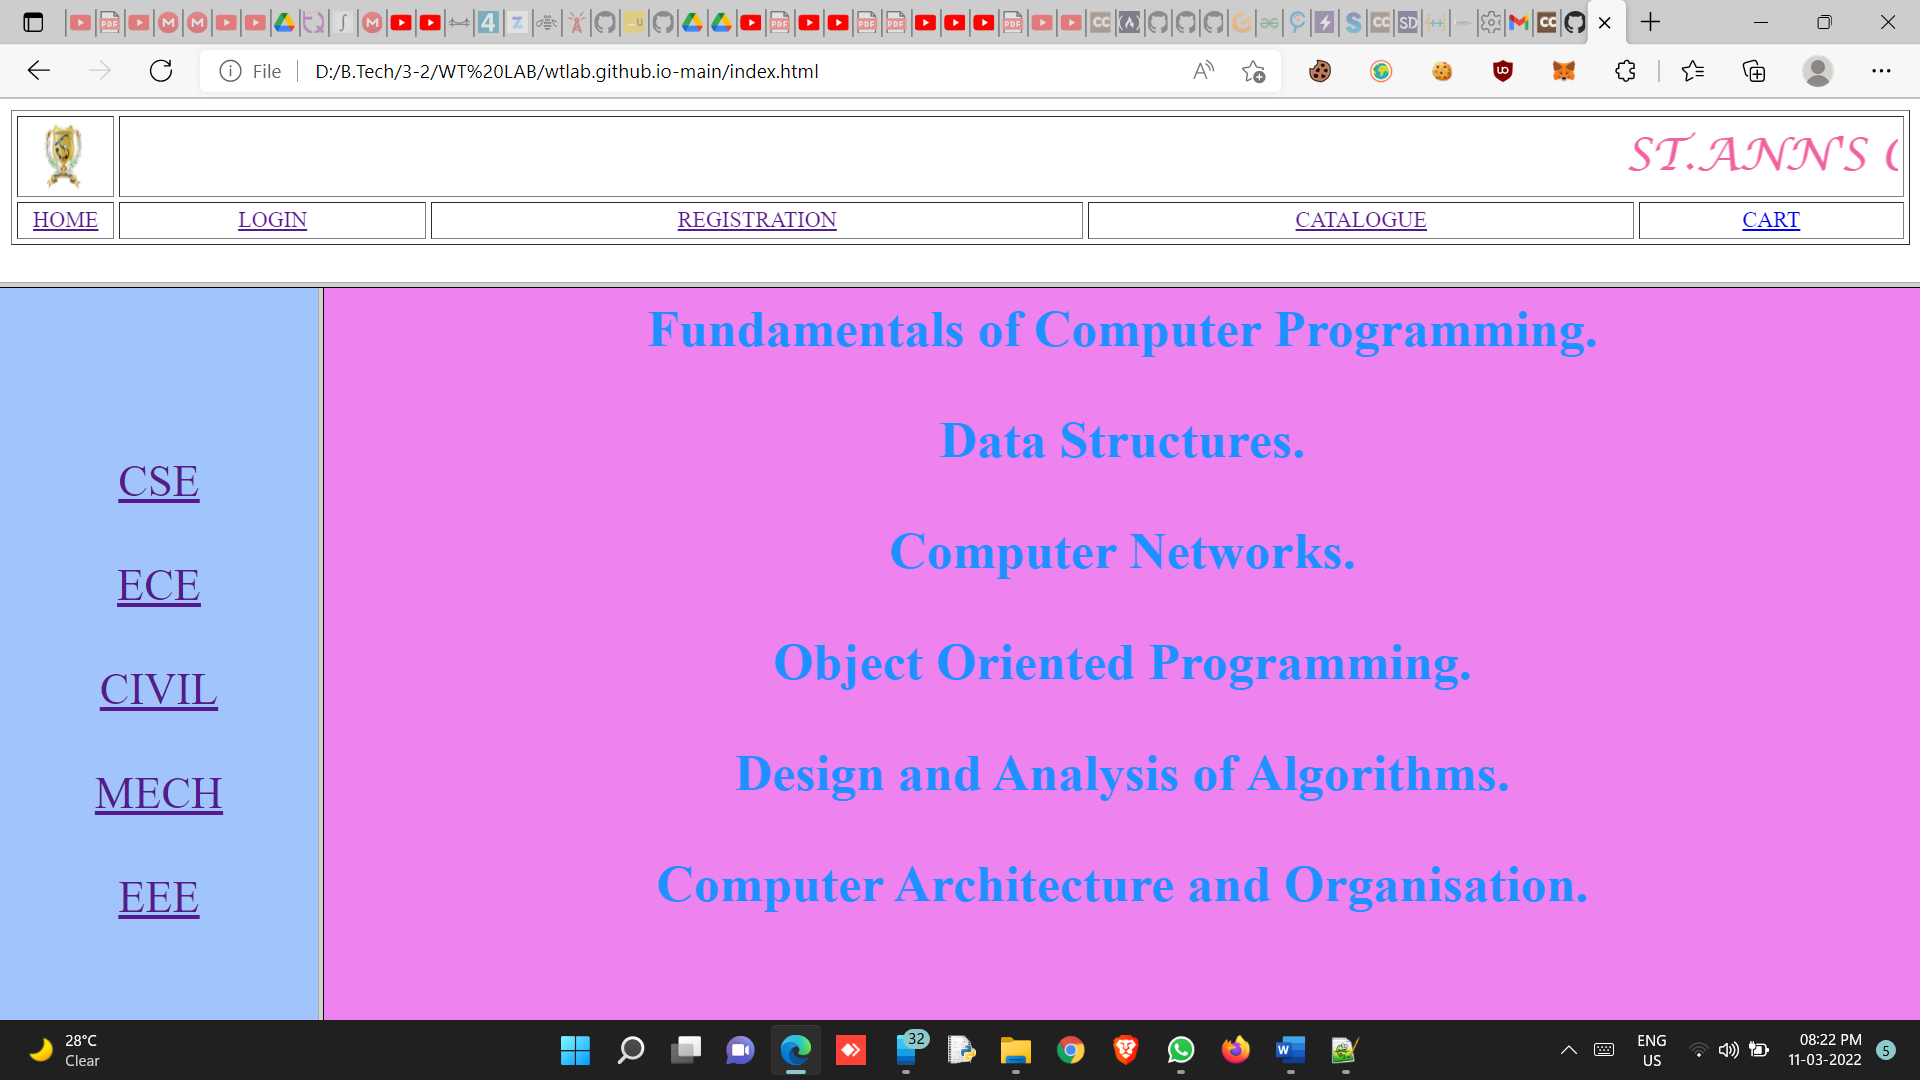 File
D:/B.Tech/3-2/WT%20LAB/wtlab.github.io-main/index.html
ST.ANN'S
HOME LOGIN REGISTRATION CATALOGUE CART
Fundamentals of Computer Programming.
Data Structures.
Computer Networks.
Object Oriented Programming.
Design and Analysis of Algorithms.
Computer Architecture and Organisation.
CSE
ECE
CIVIL
MECH
EEE
28°C
Clear
32
ENG
US
08:22 PM
11-03-2022
5